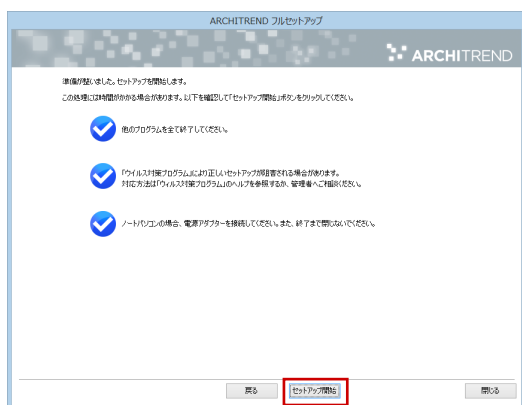 ARCHITREND フルセットアップ
ARCHITREND
準備が整いました。セットアップを開始します。
この処理には時間がかかる場合があります。以下を確認して「セットアップ開始」ボタンをクリックしてください。
他のプログラムを全て終了してください。
「ウイルス対策プログラム」により正しいセットアップが阻害される場合があります。
対応方法は「ウイルス対策プログラム」のヘルプを参照するか、管理者へご相談ください。
ノートパソコンの場合、電源アダプターを接続してください。また、終了まで閉じないでください。
戻る
セットアップ開始
閉じる